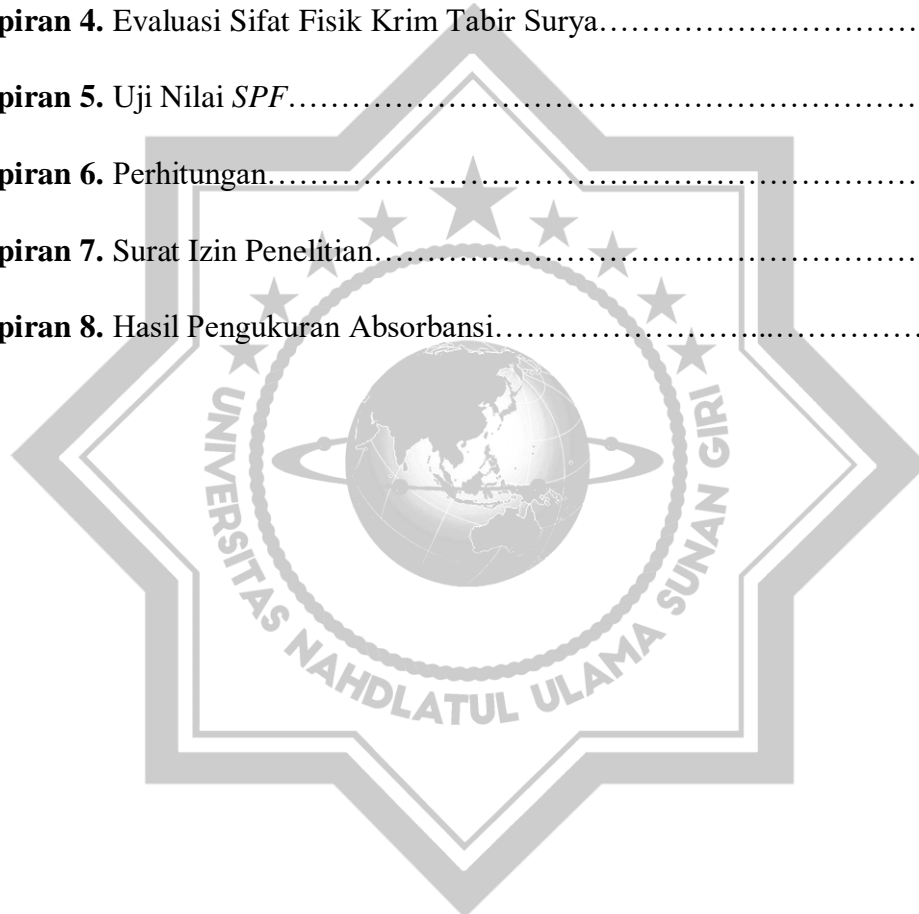 piran 4. Evaluasi Sifat Fisik Krim Tabir Surya……………………………
piran 5. Uji Nilai SPF……………………………………………………………
piran 6. Perhitungan………………………………………………………………
piran 7. Surat Izin Penelitian……………………………………………………
piran 8. Hasil Pengukuran Absorbansi……………………...……………
UNIVERSITAS NAHDLATUL ULAMA SUNAN GIRI